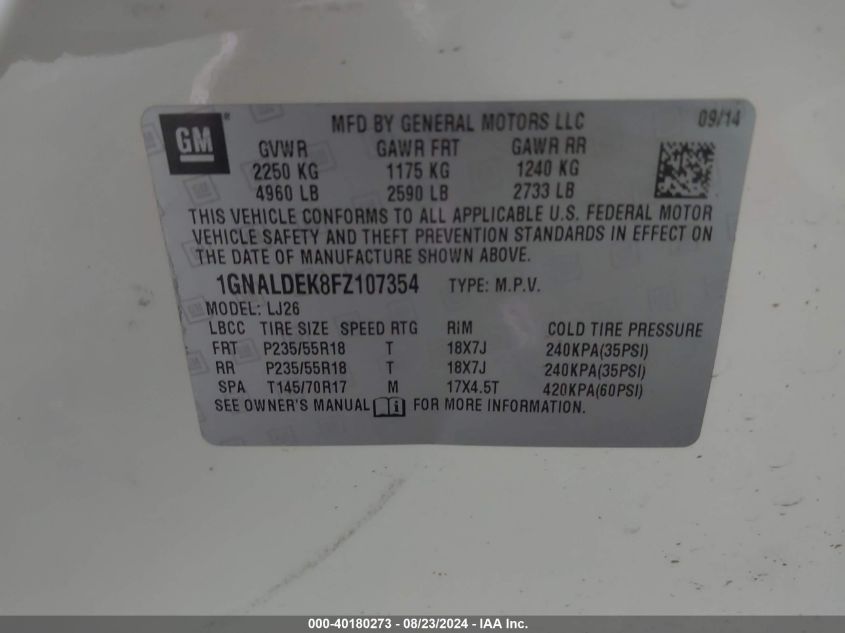 GM ® MFD BY GENERAL MOTORS LLC 09/14
GVWR GAWR FRT GAWR RR
2250 KG 1175 KG 1240 KG
4960 LB 2590 LB 2733 LB
THIS VEHICLE CONFORMS TO ALL APPLICABLE U.S. FEDERAL MOTOR
VEHICLE SAFETY AND THEFT PREVENTION STANDARDS IN EFFECT ON
THE DATE OF MANUFACTURE SHOWN ABOVE.
1GNALDEK8FZ107354 TYPE: M.P.V.
MODEL: LJ26
LBCC TIRE SIZE SPEED RTG RIM COLD TIRE PRESSURE
FRT P235/55R18 T 18X7J 240KPA(35PSI)
RR P235/55R18 T 18X7J 240KPA(35PSI)
SPA T145/70R17 M 17X4.5T 420KPA(60PSI)
SEE OWNER'S MANUAL i FOR MORE INFORMATION.
000-40180273 - 08/23/2024 - IAA Inc.